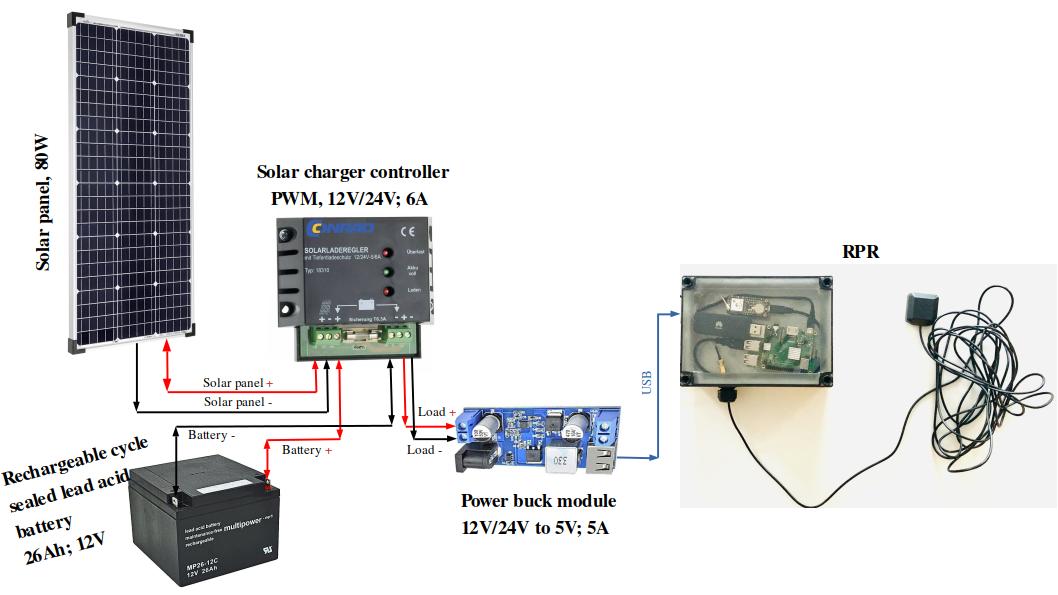 Solar panel, 80W
Solar charger controller
PWM, 12V/24V; 6A
CONRAD
CE
SOLARLADEREGLER
mit Tiefentladeschutz 12/24V-5/6A
Überlast
Typ: 18310
Akku
voll
Laden
+ - +
- + -
Sicherung T6,3A
Solar panel +
Solar panel -
Battery -
Battery +
Load +
Load -
USB
RPR
330
Power buck module
12V/24V to 5V; 5A
Rechargeable cycle
sealed lead acid
battery
26Ah; 12V
lead acid battery
maintenance-free
rechargeable
multipower
MP26-12C
12V 26Ah